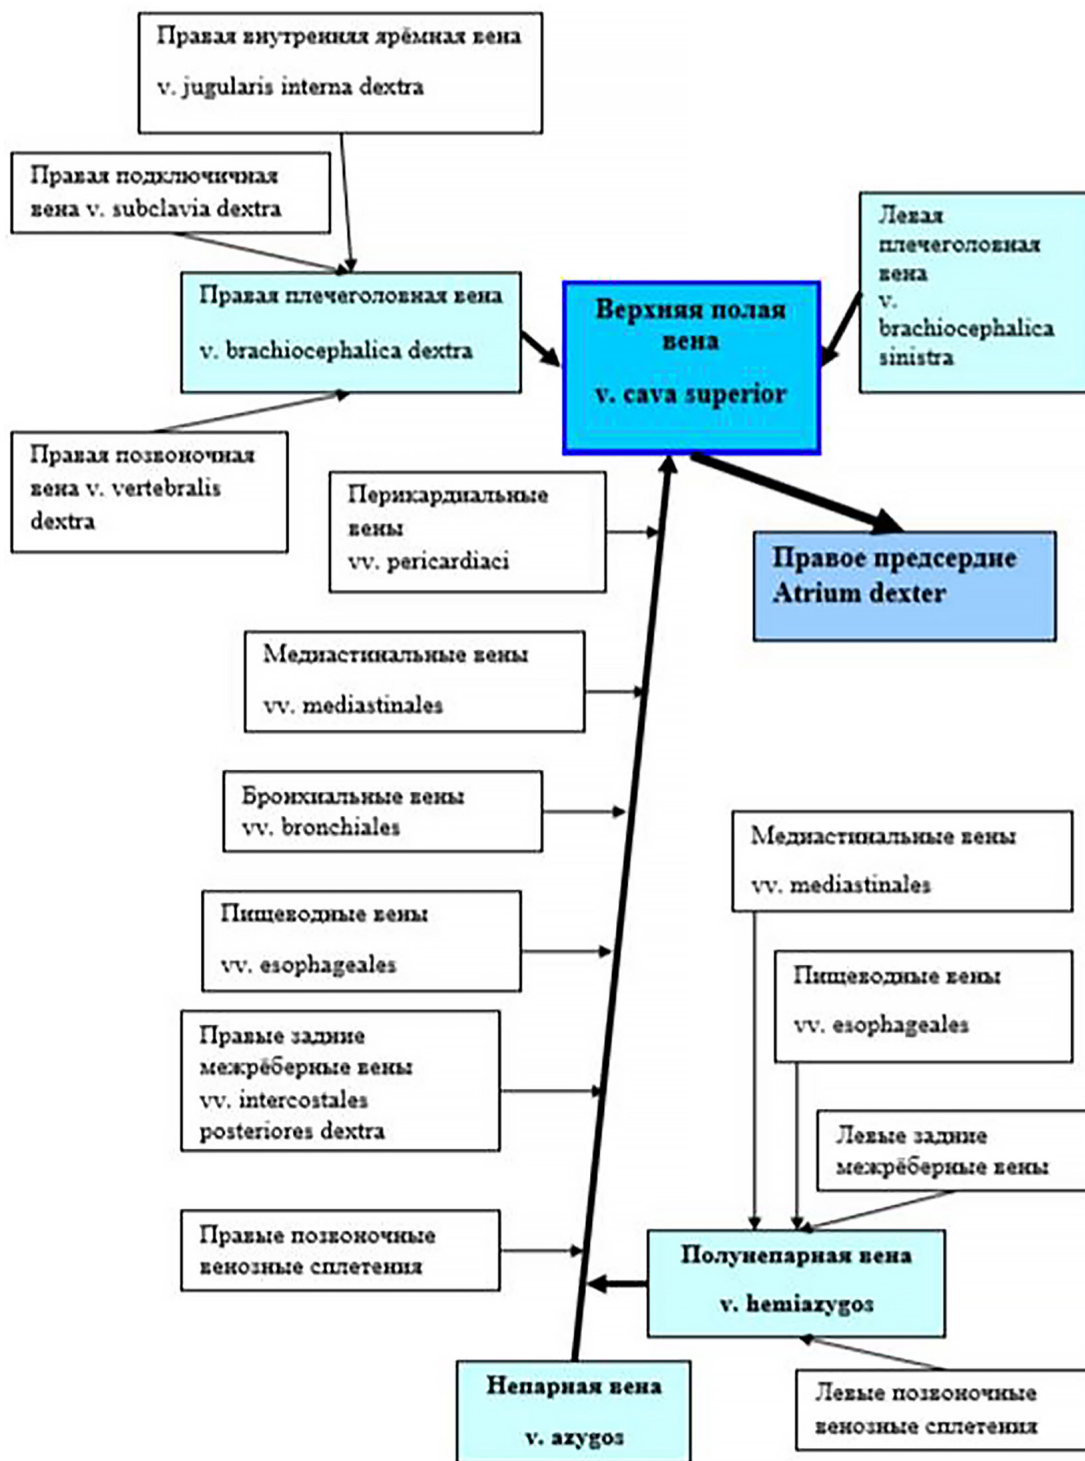 Правая внутренняя ярёмная вена
v. jugularis interna dextra
Правая подключичная
вена v. subclavia dextra
Левая
плечеголовная
вена
v.
brachiocephalica
sinistra
Правая плечеголовная вена
v. brachiocephalica dextra
Верхняя полая
вена
v. cava superior
Правая позвоночная
вена v. vertebralis
dextra
Перикардиальные
вены
vv. pericardiaci
Правое предсердие
Atrium dexter
Медиастинальные вены
vv. mediastinales
Бронхиальные вены
vv. bronchiales
Медиастинальные вены
vv. mediastinales
Пищеводные вены
vv. esophageales
Пищеводные вены
vv. esophageales
Правые задние
межрёберные вены
vv. intercostales
posteriores dextra
Левые задние
межрёберные вены
Правые позвоночные
венозные сплетения
Полунепарная вена
v. hemiazygos
Непарная вена
v. azygos
Левые позвоночные
венозные сплетения